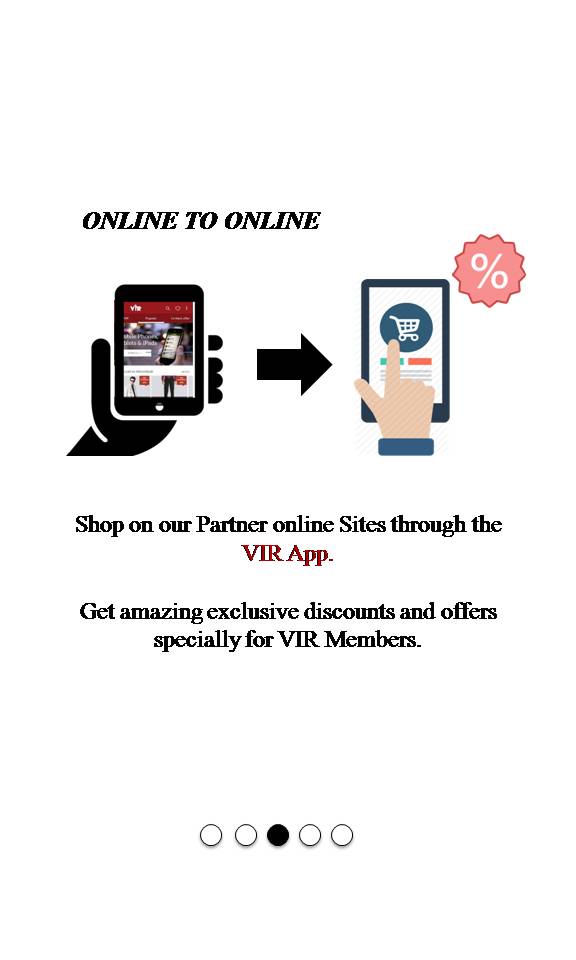 ONLINE TO ONLINE
%
vir
Shop on our Partner online Sites through the
VIR App.
Get amazing exclusive discounts and offers
specially for VIR Members.